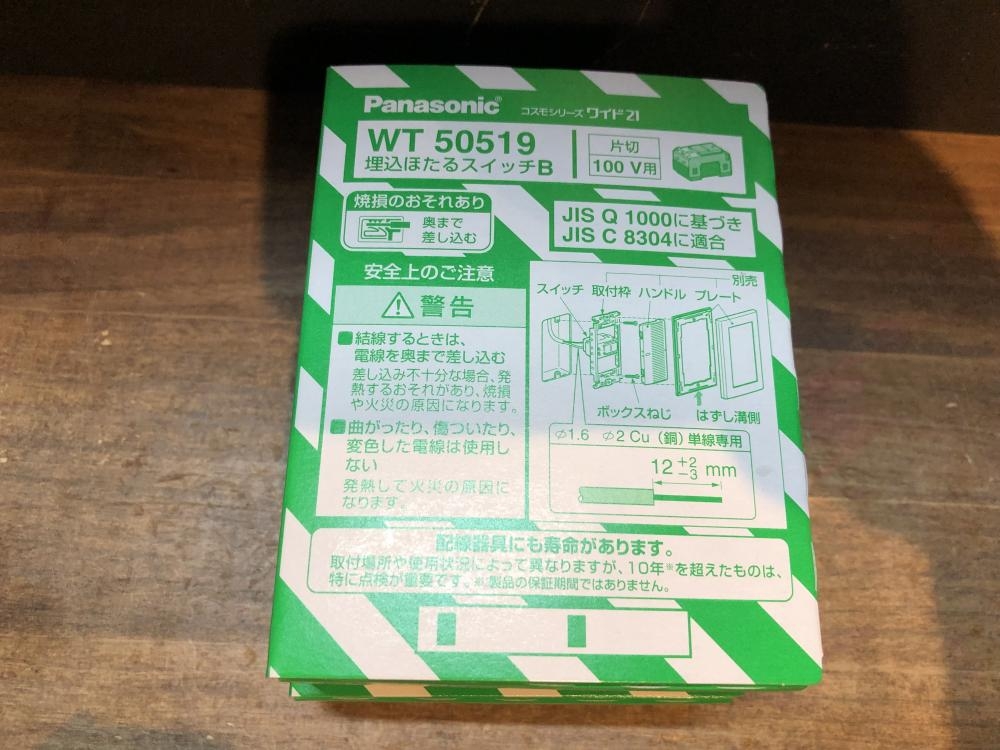 Panasonic® コスモシリーズ ワイド21
WT 50519
埋込ほたるスイッチB
片切
100 V用
焼損のおそれあり
奥まで
差し込む
JIS Q 1000に基づき
JIS C 8304に適合
安全上のご注意
警告
■結線するときは、
電線を奥まで差し込む
差し込み不十分な場合、発
熱するおそれがあり、焼損
や火災の原因になります。
■曲がったり、傷ついたり、
変色した電線は使用し
ない
発熱して火災の原因に
なります。
別売
スイッチ 取付枠 ハンドル プレート
ボックスねじ はずし溝側
φ1.6 φ2 Cu(銅)単線専用
12 +2 −3 mm
配線器具にも寿命があります。
取付場所や使用状況によって異なりますが、10年※を超えたものは、
特に点検が重要です。※製品の保証期間ではありません。